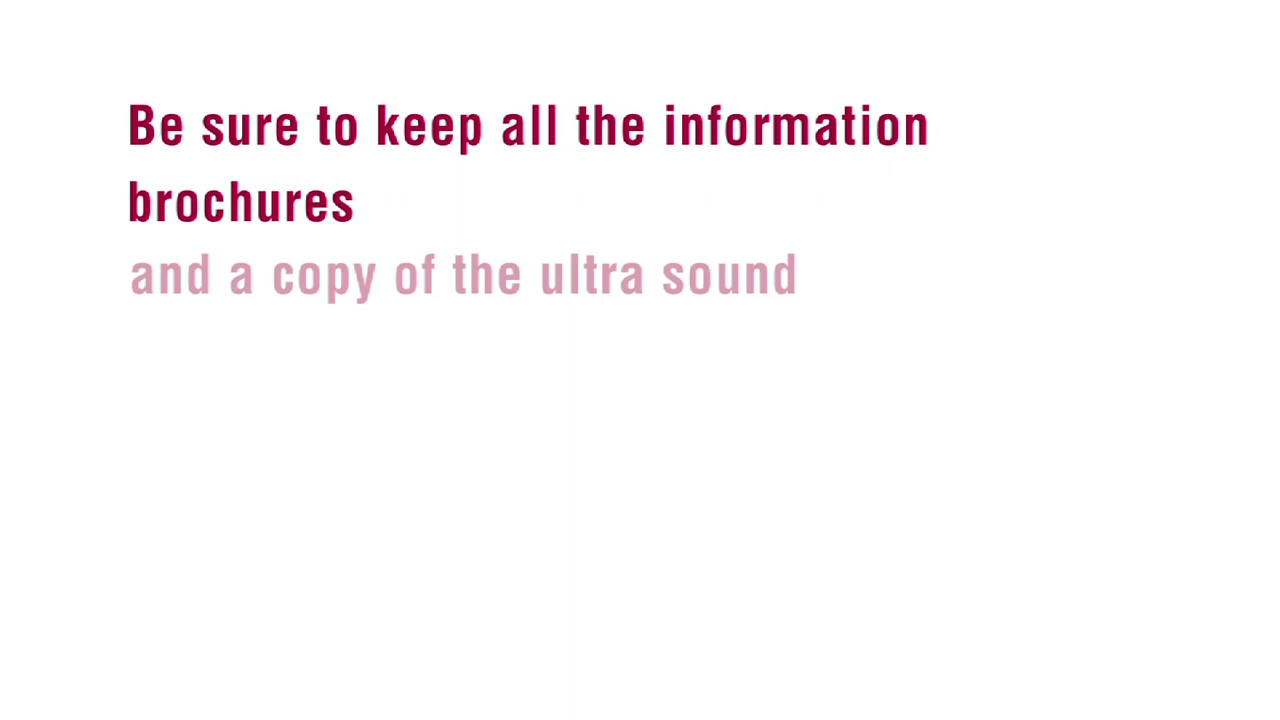 Be sure to keep all the information
brochures
and a copy of the ultra sound